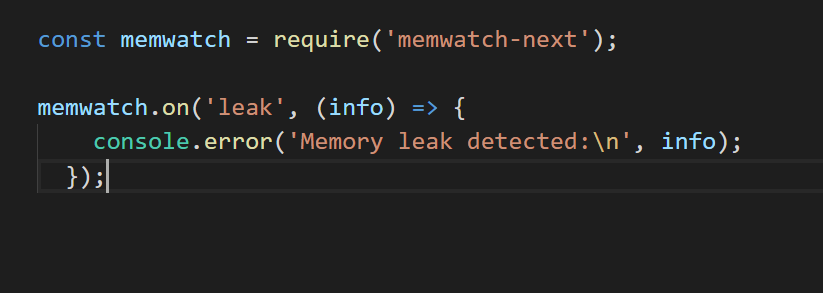 const memwatch = require('memwatch-next');
memwatch.on('leak', (info) => {
console.error('Memory leak detected:\n', info);
});